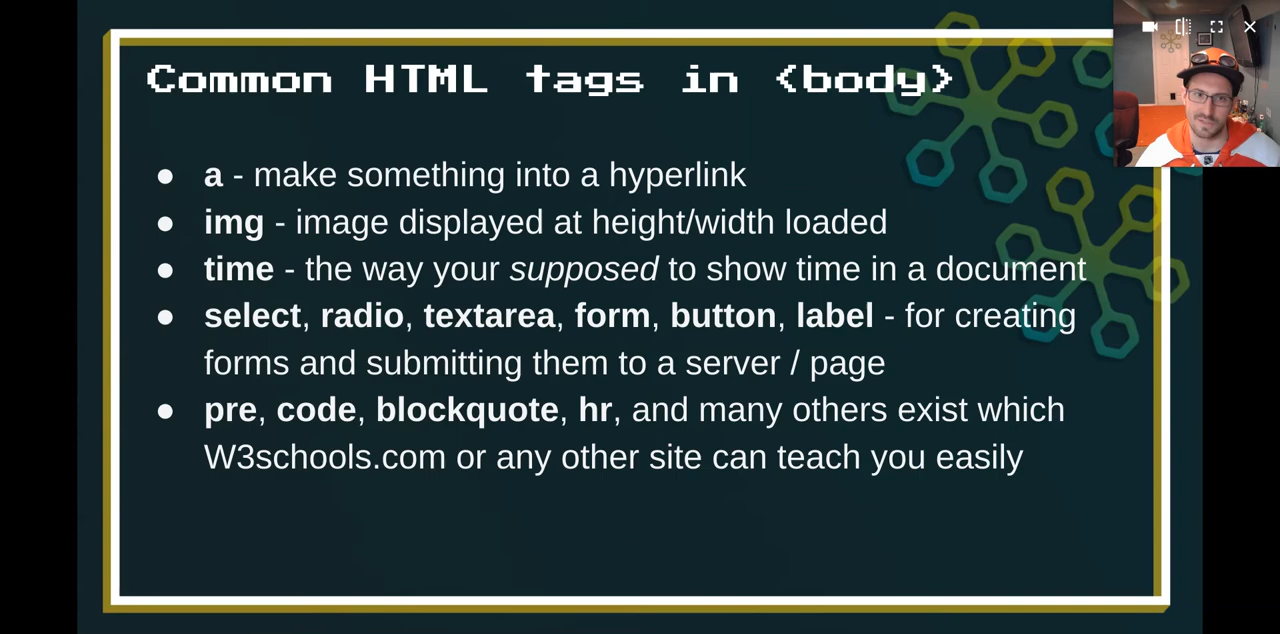 Common HTML tags in <body>
● a - make something into a hyperlink
● img - image displayed at height/width loaded
● time - the way your supposed to show time in a document
● select, radio, textarea, form, button, label - for creating
forms and submitting them to a server / page
● pre, code, blockquote, hr, and many others exist which
W3schools.com or any other site can teach you easily